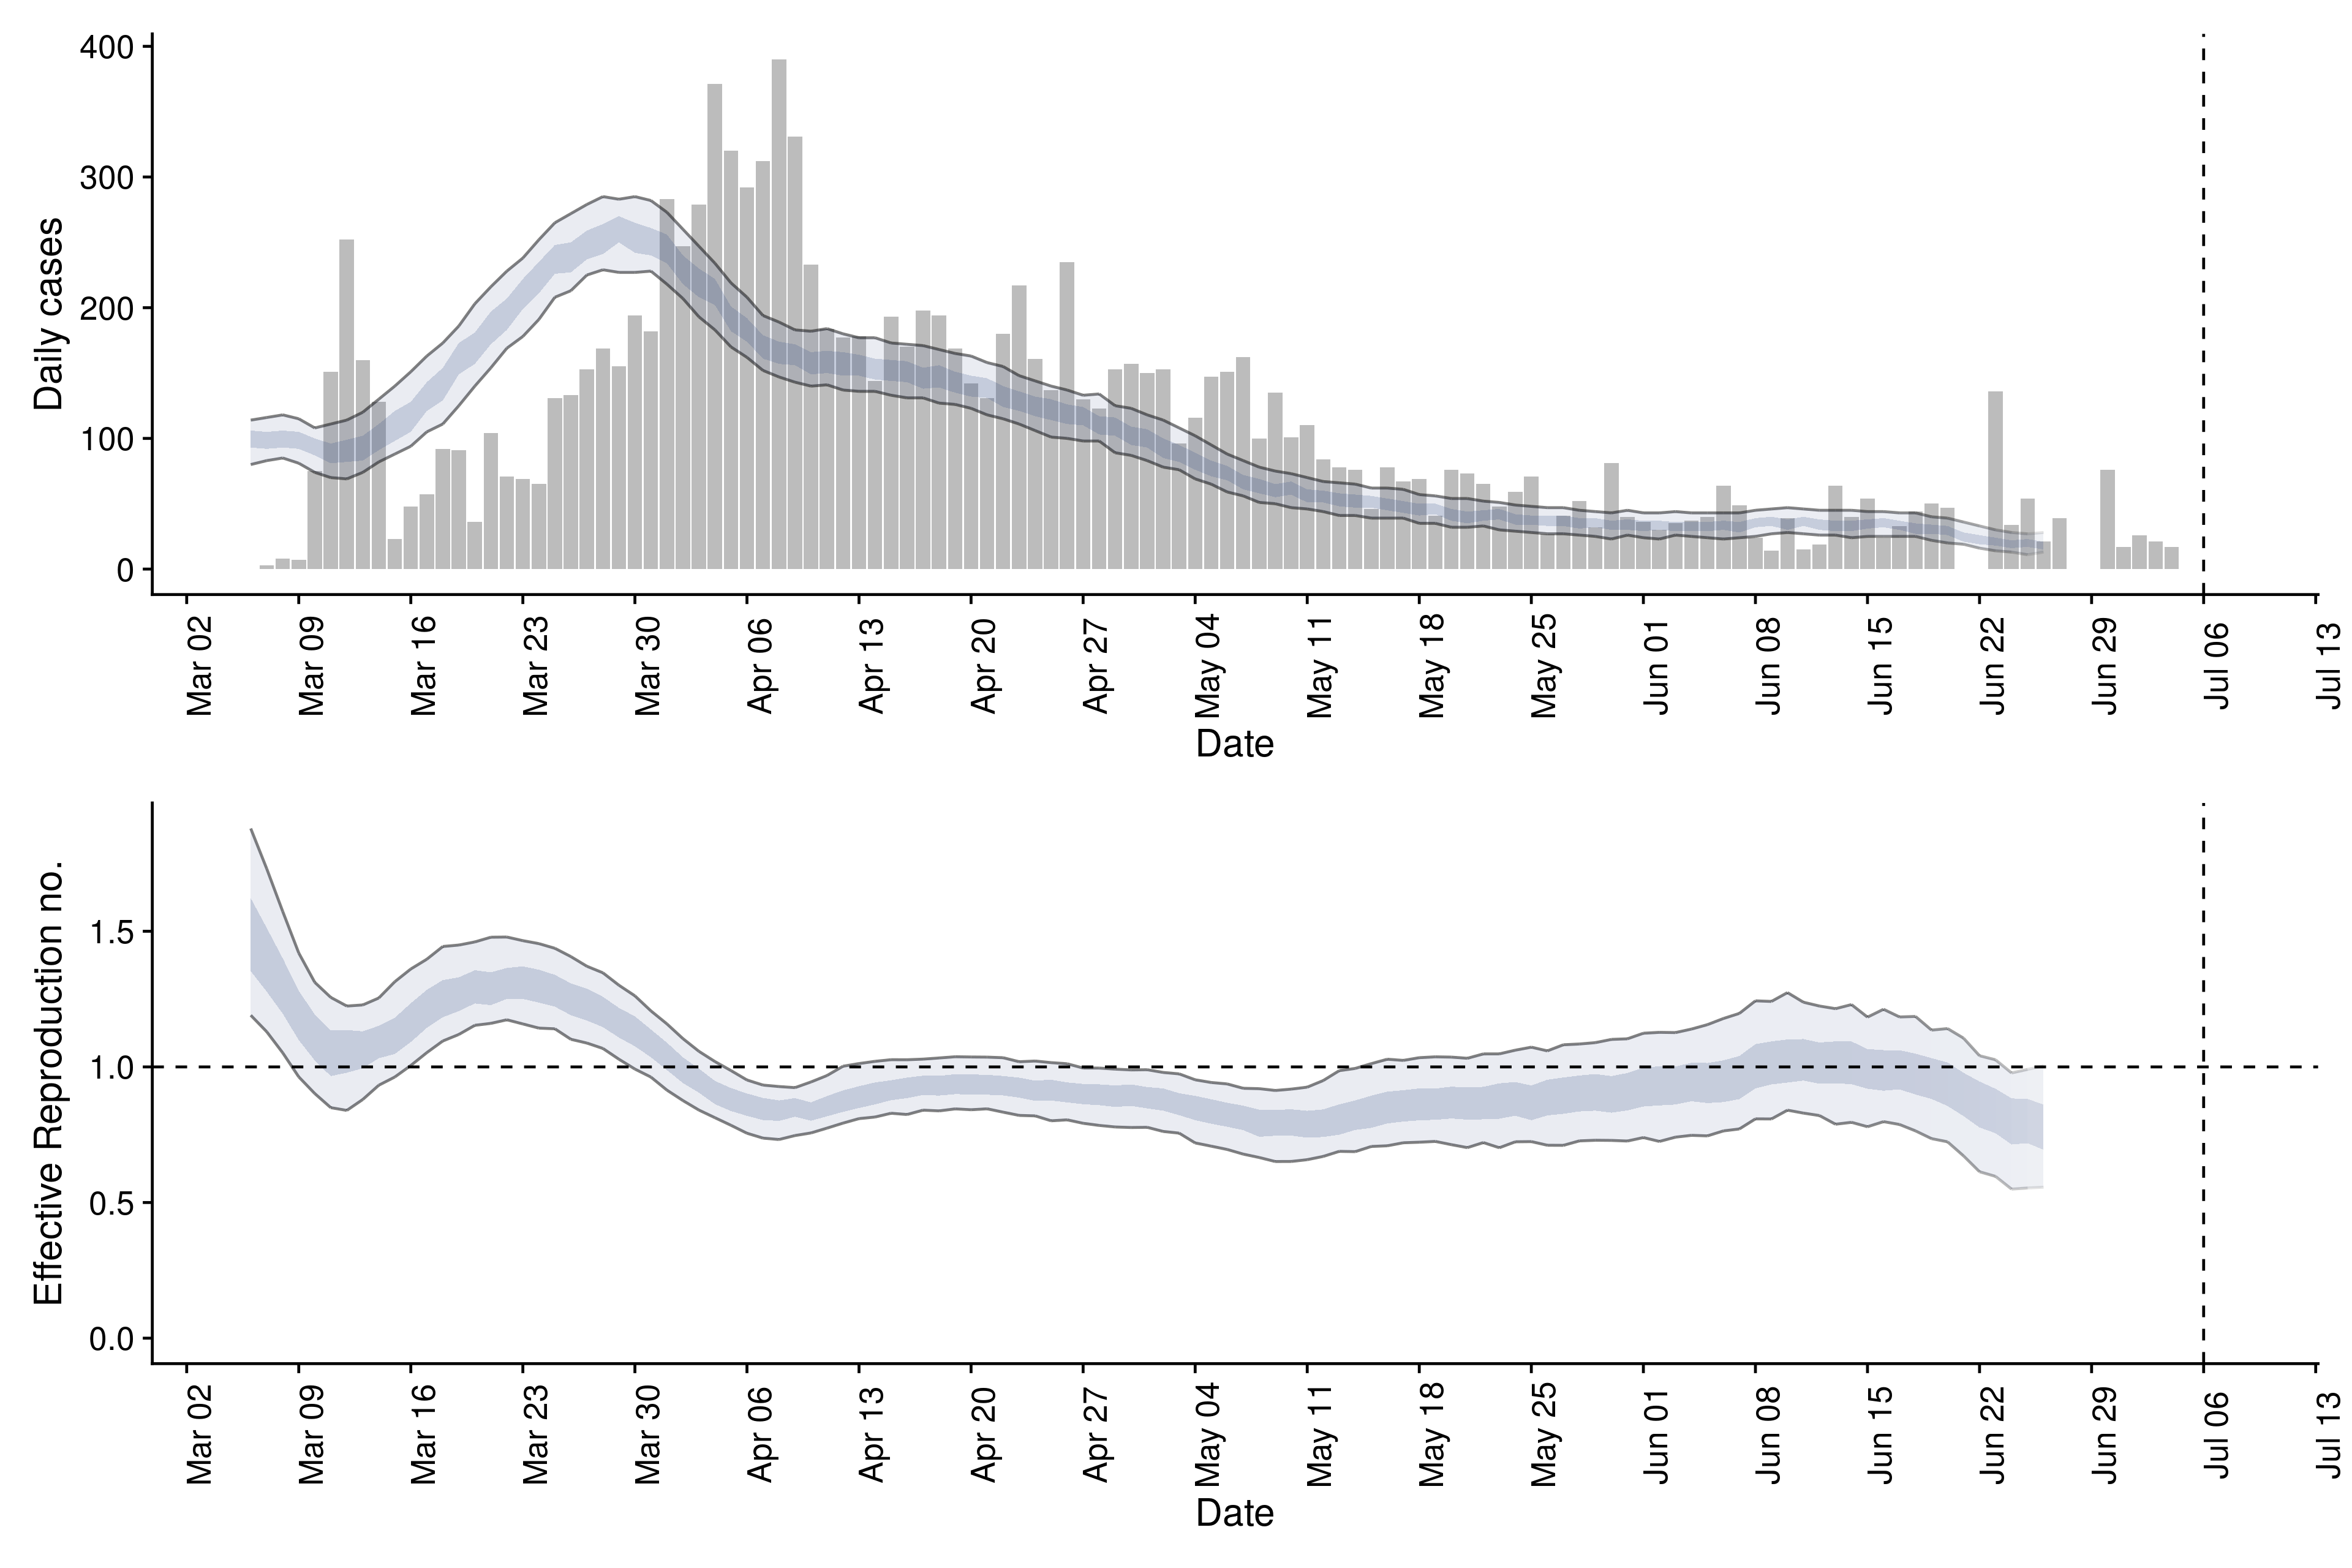 400
300
200
100
0
Daily cases
Mar 02
Mar 09
Mar 16
Mar 23
Mar 30
Apr 06
Apr 13
Apr 20
Apr 27
May 04
May 11
May 18
May 25
Jun 01
Jun 08
Jun 15
Jun 22
Jun 29
Jul 06
Jul 13
Date
1.5
1.0
0.5
0.0
Effective Reproduction no.
Mar 02
Mar 09
Mar 16
Mar 23
Mar 30
Apr 06
Apr 13
Apr 20
Apr 27
May 04
May 11
May 18
May 25
Jun 01
Jun 08
Jun 15
Jun 22
Jun 29
Jul 06
Jul 13
Date